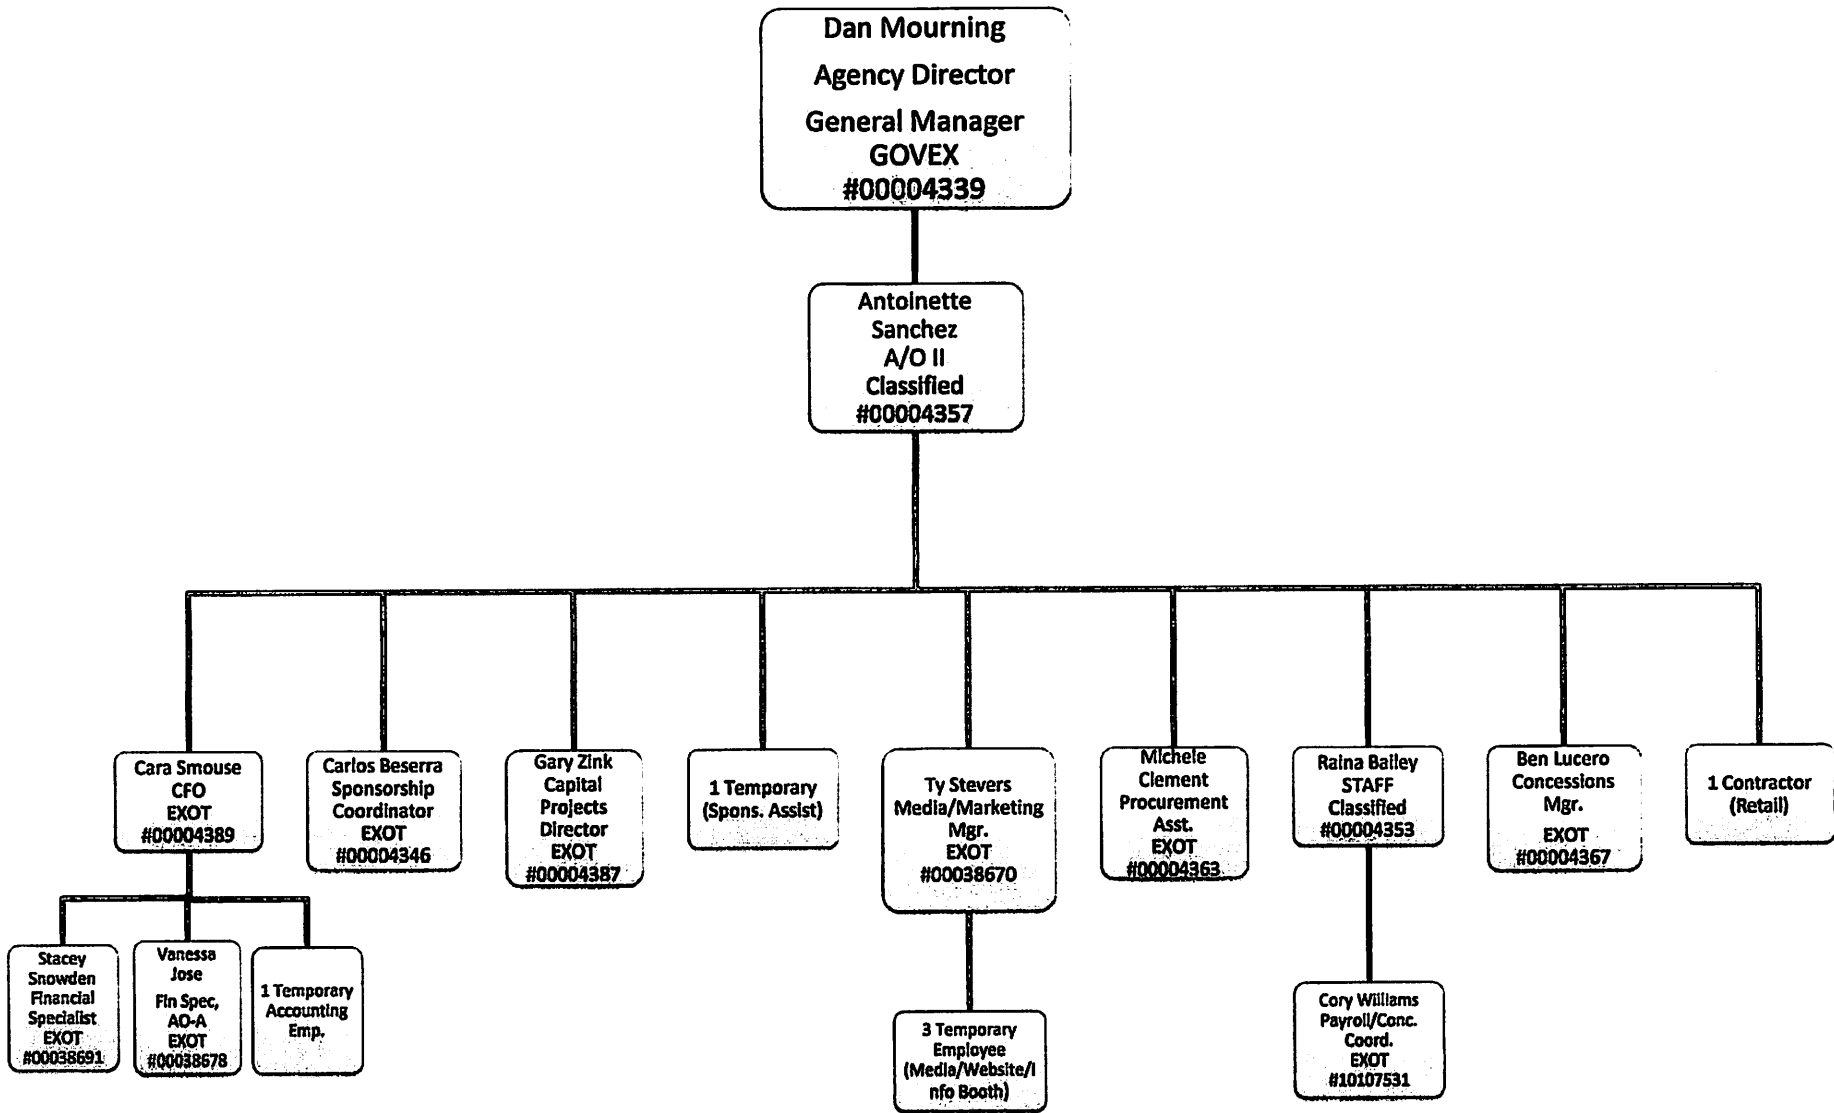 Dan Mourning
Agency Director
General Manager
GOVEX
#00004339
Antoinette
Sanchez
A/O II
Classified
#00004357
Cara Smouse
CFO
EXOT
#00004389
Carlos Beserra
Sponsorship
Coordinator
EXOT
#00004346
Gary Zink
Capital
Projects
Director
EXOT
#00004387
1 Temporary
(Spons. Assist)
Ty Stevers
Media/Marketing
Mgr.
EXOT
#00038670
Michele
Clement
Procurement
Asst.
EXOT
#00004363
Raina Bailey
STAFF
Classified
#00004353
Ben Lucero
Concessions
Mgr.
EXOT
#00004367
1 Contractor
(Retail)
Stacey
Snowden
Financial
Specialist
EXOT
#00038691
Vanessa
Jose
Fin Spec,
AO-A
EXOT
#00038678
1 Temporary
Accounting
Emp.
3 Temporary
Employee
(Media/Website/I
nfo Booth)
Cory Williams
Payroll/Conc.
Coord.
EXOT
#10107531